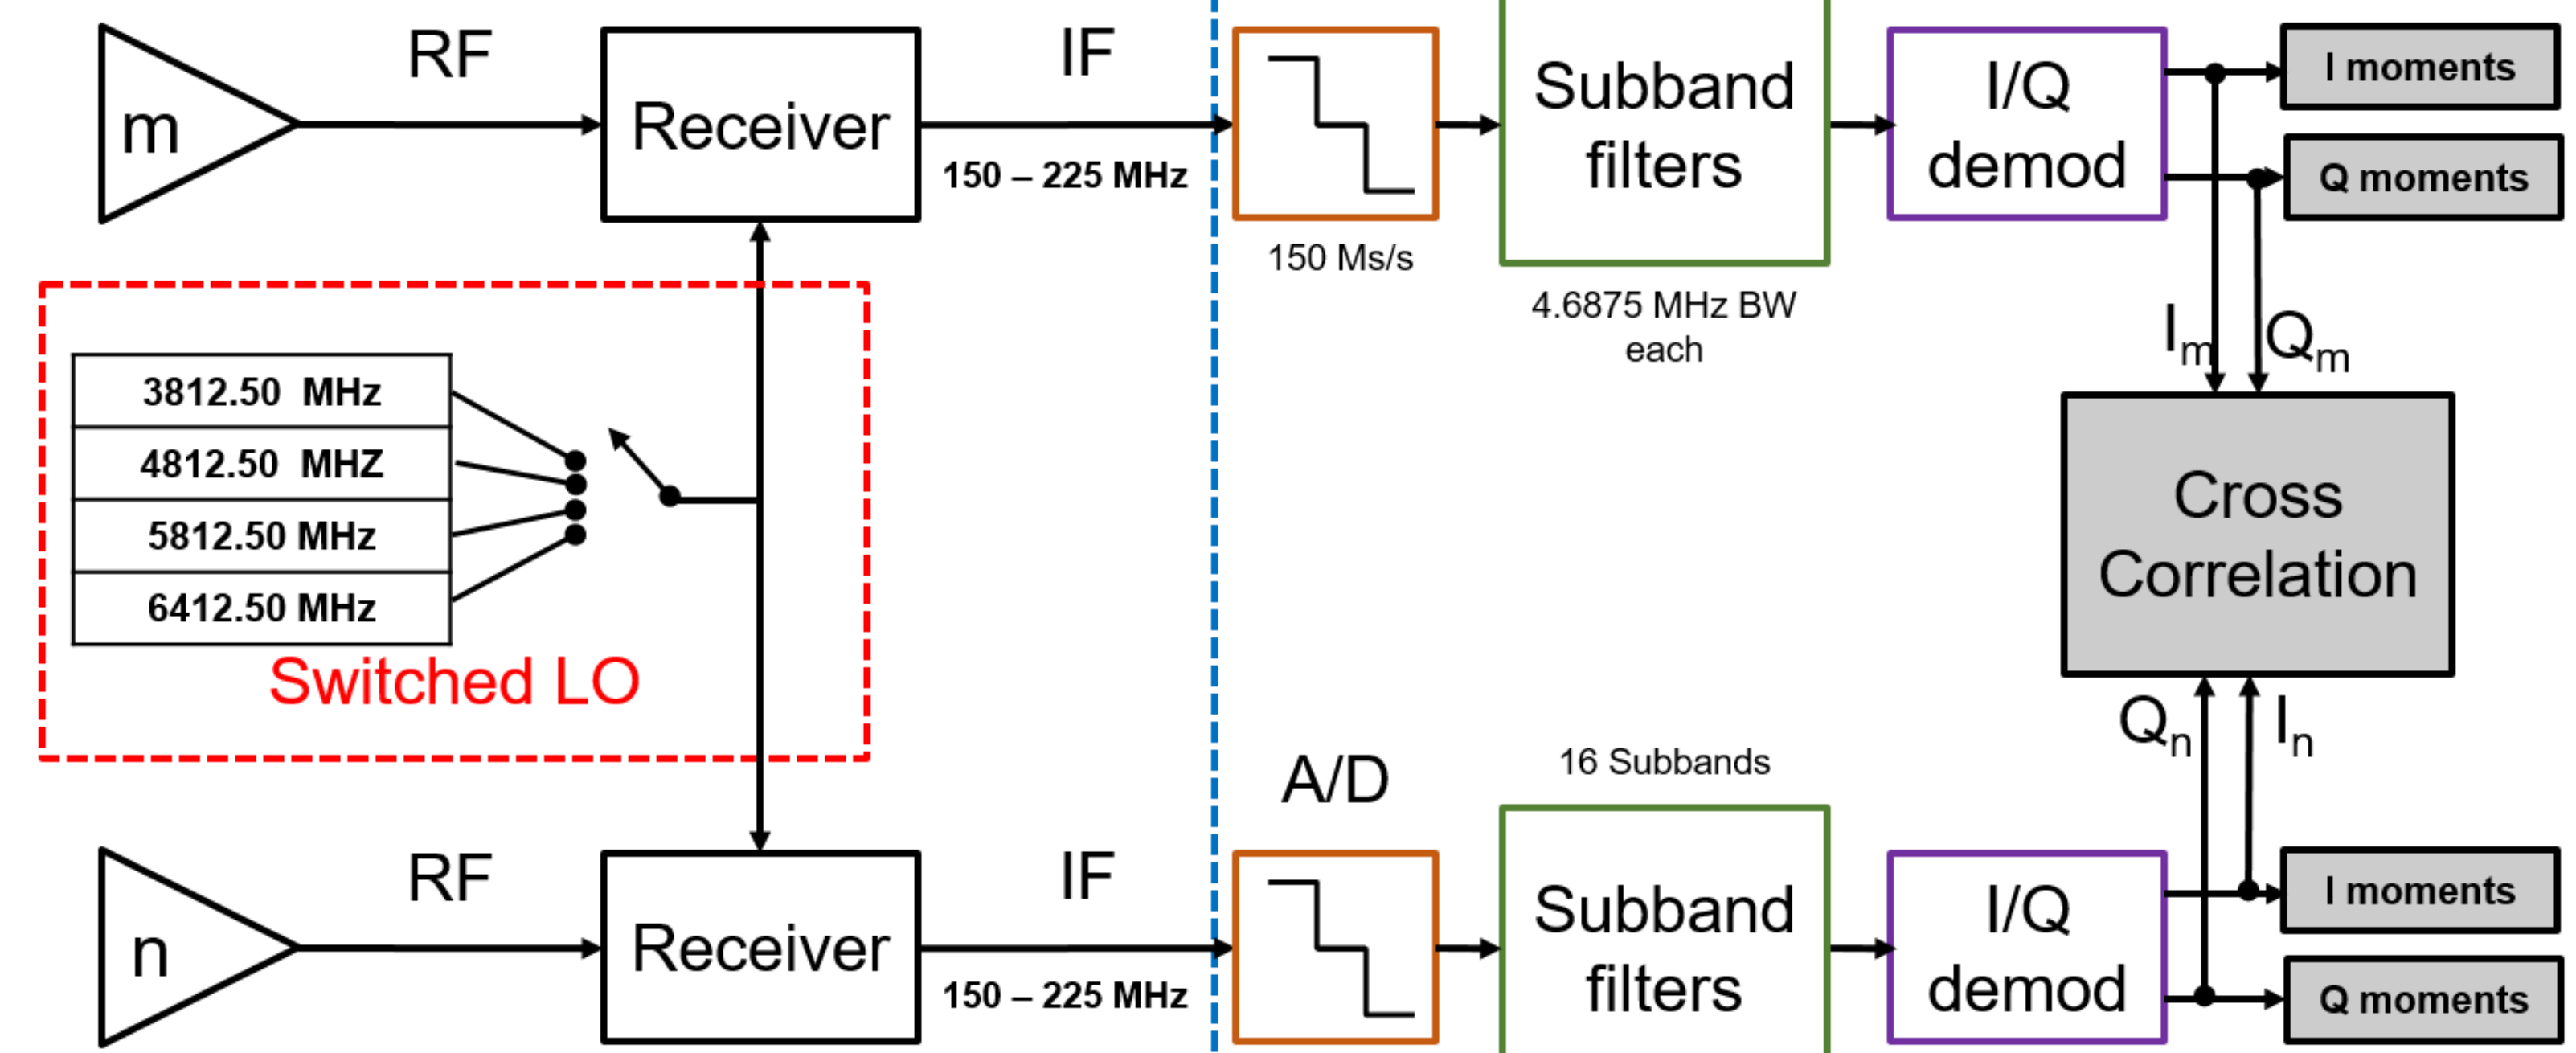 RF
IF
m
Receiver
150 – 225 MHz
150 Ms/s
Subband
filters
4.6875 MHz BW
each
I/Q
demod
I moments
Q moments
Im
Qm
3812.50 MHz
4812.50 MHZ
5812.50 MHz
6412.50 MHz
Switched LO
Cross
Correlation
Qn
In
A/D
16 Subbands
RF
IF
n
Receiver
150 – 225 MHz
Subband
filters
I/Q
demod
I moments
Q moments